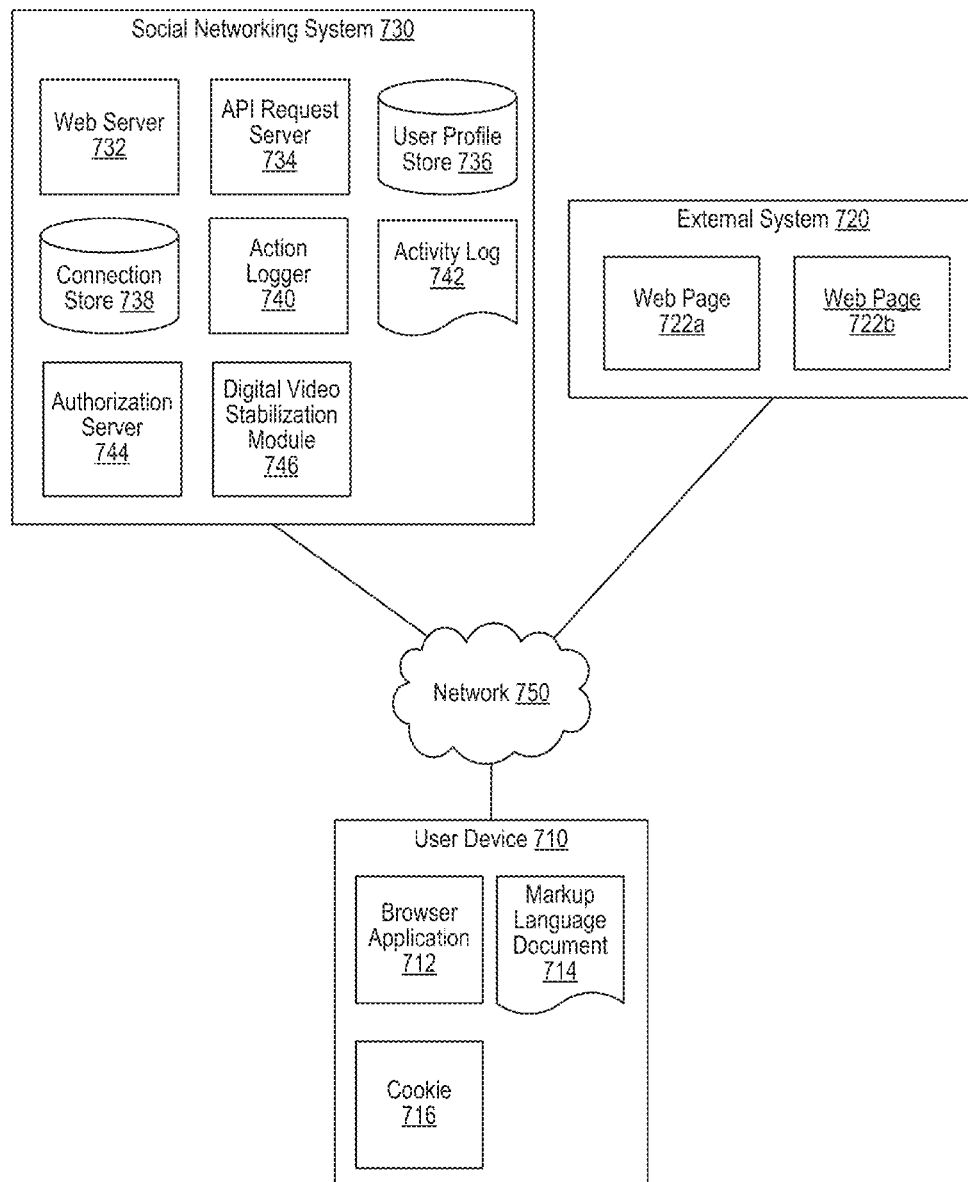 Social Networking System 730
Web Server
732
API Request
Server
734
User Profile
Store 736
Connection
Store 738
Action
Logger
740
Activity Log
742
Authorization
Server
744
Digital Video
Stabilization
Module
746
External System 720
Web Page
722a
Web Page
722b
Network 750
User Device 710
Browser
Application
712
Markup
Language
Document
714
Cookie
716